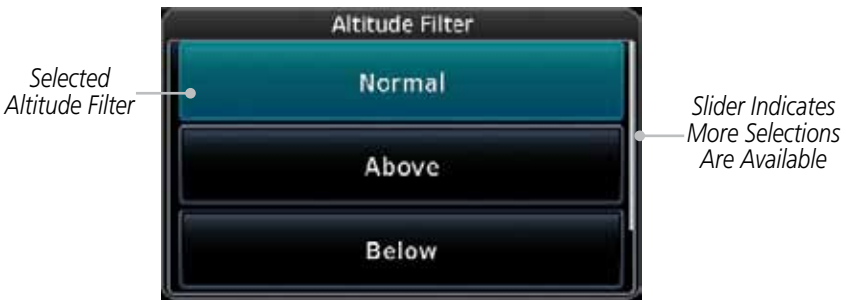 Altitude Filter
Selected
Altitude Filter
Normal
Above
Below
Slider Indicates
More Selections
Are Available